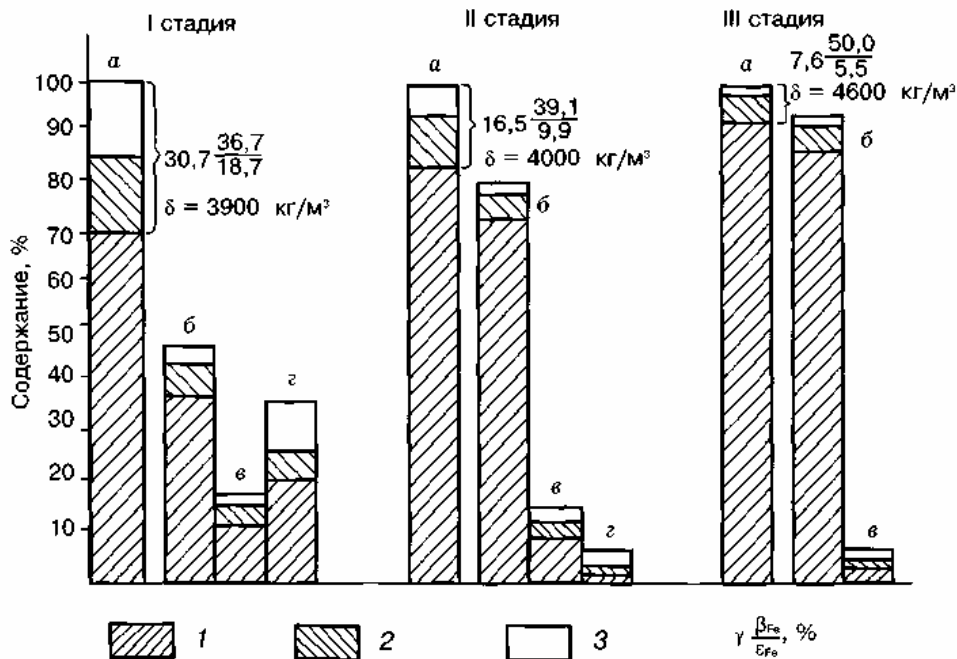 I стадия
II стадия
III стадия
Содержание, %
100
90
80
70
60
50
40
30
20
10
а
30,7 36,7/18,7
δ = 3900 кг/м³
б
в
г
а
16,5 39,1/9,9
δ = 4000 кг/м³
б
в
г
а
7,6 50,0/5,5
δ = 4600 кг/м³
б
в
1
2
3
γ βFe/εFe, %